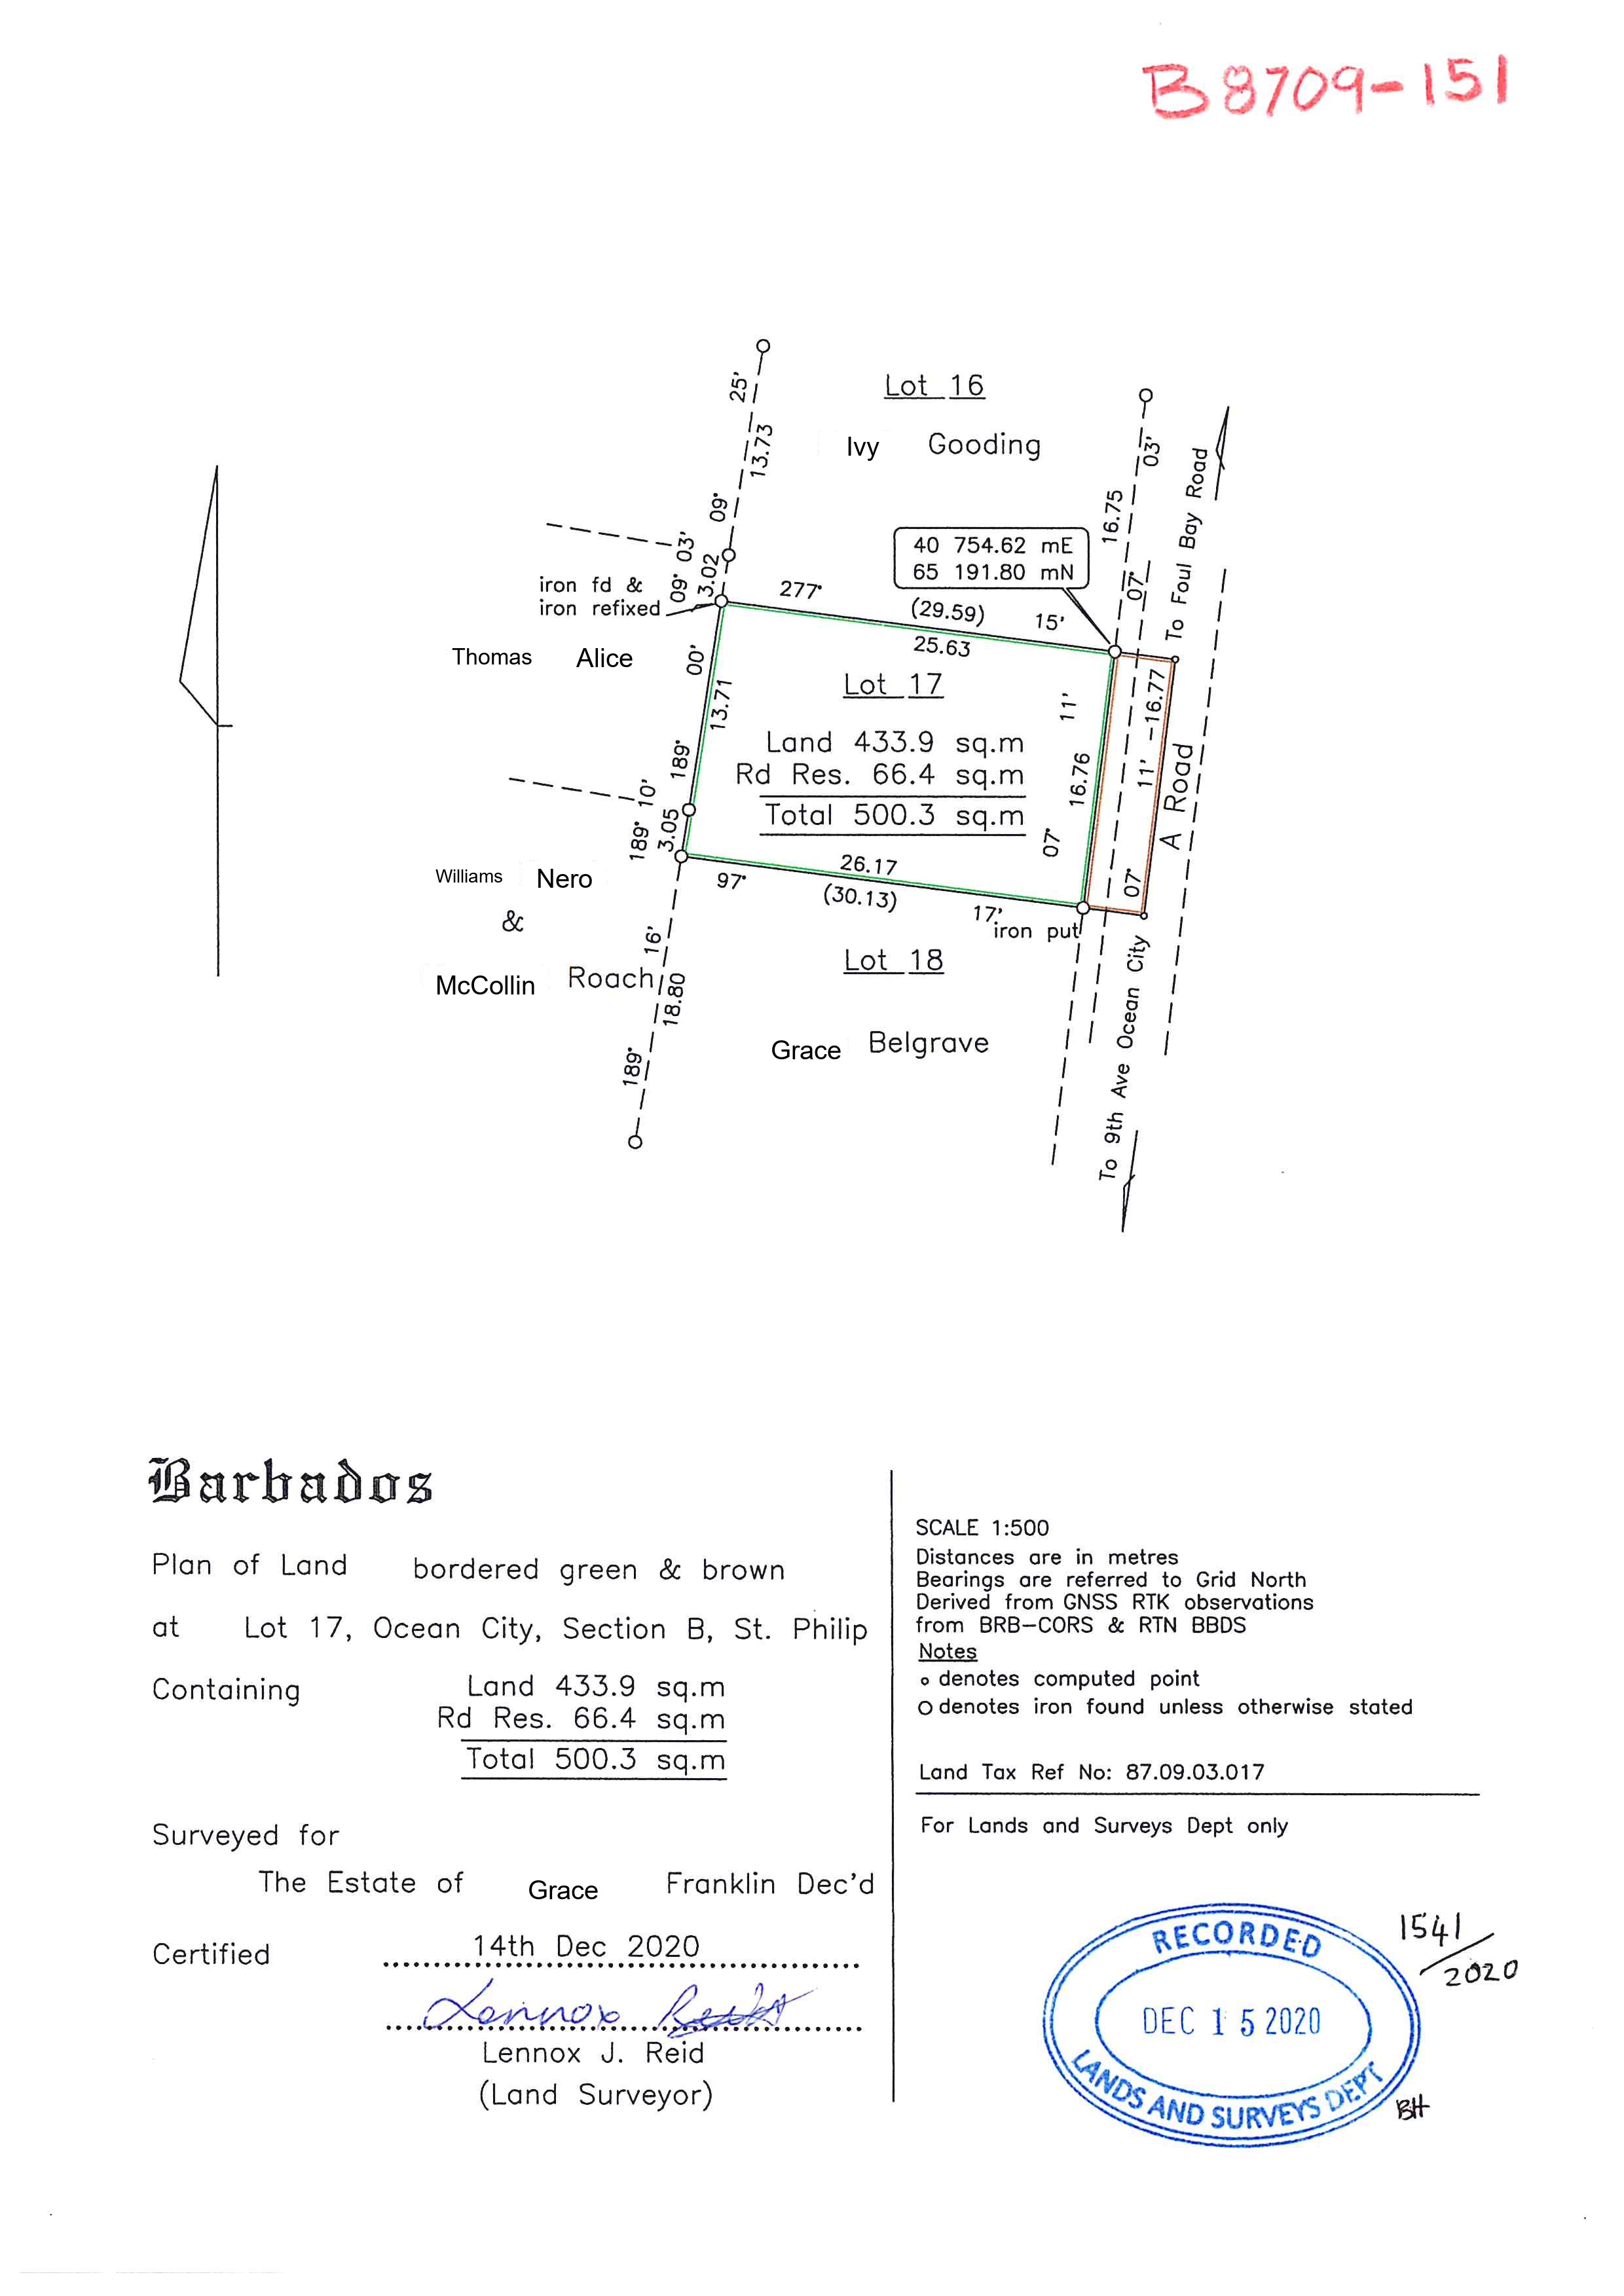 B8709-151
25'
13.73
09°
Lot 16
Ivy Gooding
03'
16.75
07°
To Foul Bay Road
40 754.62 mE
65 191.80 mN
09° 03'
3.02
iron fd &
iron refixed
277° (29.59) 15'
25.63
Thomas Alice
00'
13.71
189°
Lot 17
Land 433.9 sq.m
Rd Res. 66.4 sq.m
Total 500.3 sq.m
11'
16.76
07°
11' -16.77
07°
A Road
189° 10'
3.05
26.17
97° (30.13) 17'
iron put
Williams Nero
&
McCollin Roach
16'
18.80
189°
Lot 18
Grace Belgrave
To 9th Ave Ocean City
Barbados
Plan of Land bordered green & brown
at Lot 17, Ocean City, Section B, St. Philip
Containing Land 433.9 sq.m
Rd Res. 66.4 sq.m
Total 500.3 sq.m
Surveyed for
The Estate of Grace Franklin Dec'd
Certified 14th Dec 2020
Lennox Reid
Lennox J. Reid
(Land Surveyor)
SCALE 1:500
Distances are in metres
Bearings are referred to Grid North
Derived from GNSS RTK observations
from BRB-CORS & RTN BBDS
Notes
o denotes computed point
O denotes iron found unless otherwise stated
Land Tax Ref No: 87.09.03.017
For Lands and Surveys Dept only
RECORDED
DEC 15 2020
LANDS AND SURVEYS DEPT
1541/2020
BH